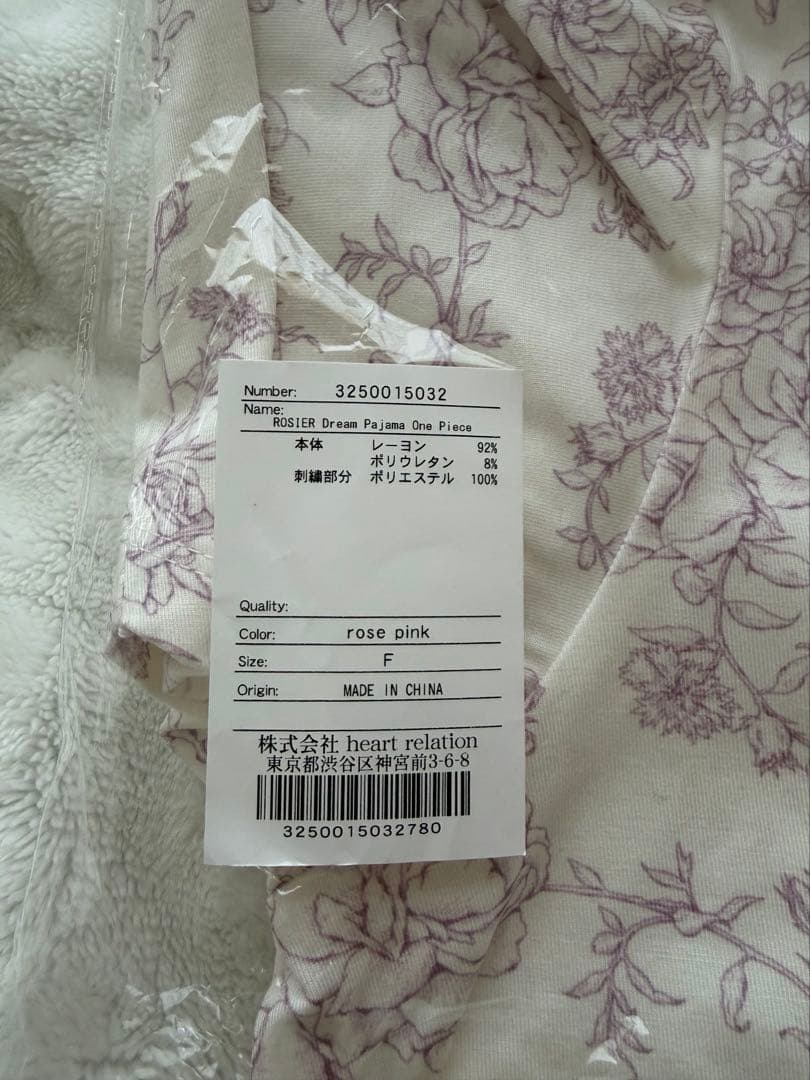 Number: 3250015032
Name:
ROSIER Dream Pajama One Piece
本体 レーヨン 92%
ポリウレタン 8%
刺繍部分 ポリエステル 100%
Quality:
Color: rose pink
Size: F
Origin: MADE IN CHINA
株式会社 heart relation
東京都渋谷区神宮前3-6-8
3250015032780